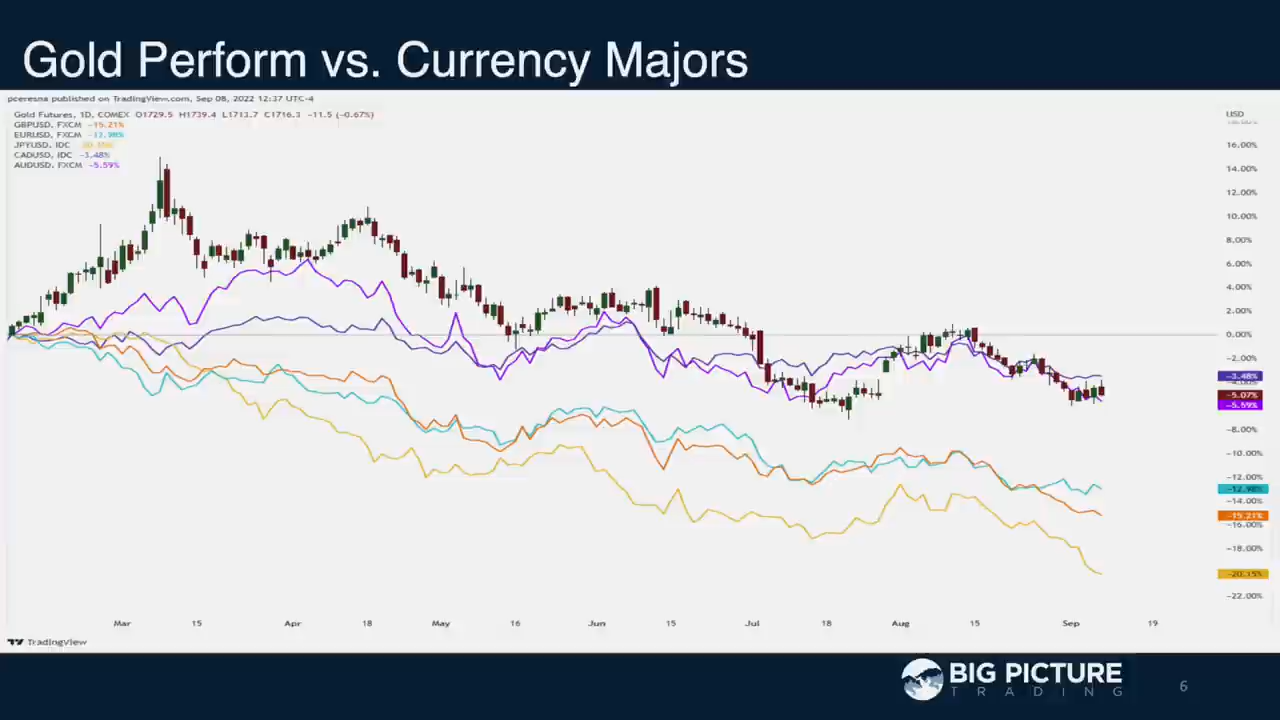 Gold Perform vs. Currency Majors
pceresna published on TradingView.com, Sep 08, 2022 12:37 UTC-4
Gold Futures, 1D, COMEX O1729.5 H1739.4 L1713.7 C1716.3 -11.5 (-0.67%)
GBPUSD, FXCM -15.21%
EURUSD, FXCM -12.98%
JPYUSD, IDC
CADUSD, IDC -3.48%
AUDUSD, FXCM -5.59%
USD
16.00%
14.00%
12.00%
10.00%
8.00%
6.00%
4.00%
2.00%
0.00%
-2.00%
-3.48%
-5.07%
-5.59%
-8.00%
-10.00%
-12.00%
-12.98%
-14.00%
-15.21%
-16.00%
-18.00%
-20.15%
-22.00%
Mar 15 Apr 18 May 16 Jun 15 Jul 18 Aug 15 Sep 19
TradingView
BIG PICTURE
TRADING
6